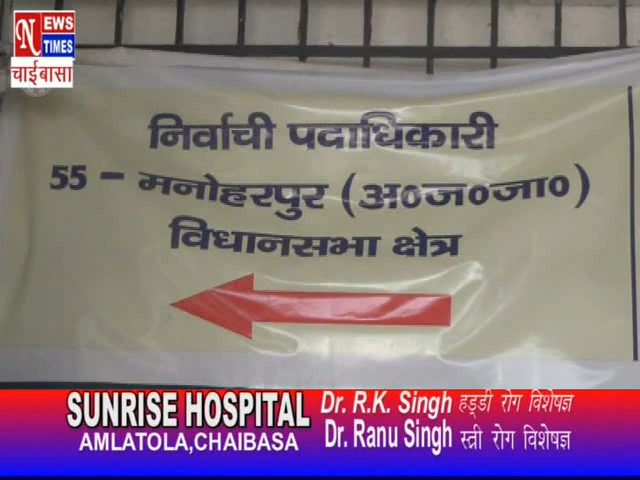 NEWS
TIMES
चाईबासा
निर्वाची पदाधिकारी
55 - मनोहरपुर (अ०ज०जा०)
विधानसभा क्षेत्र
SUNRISE HOSPITAL
AMLATOLA,CHAIBASA
Dr. R.K. Singh हड्डी रोग विशेषज्ञ
Dr. Ranu Singh स्त्री रोग विशेषज्ञ